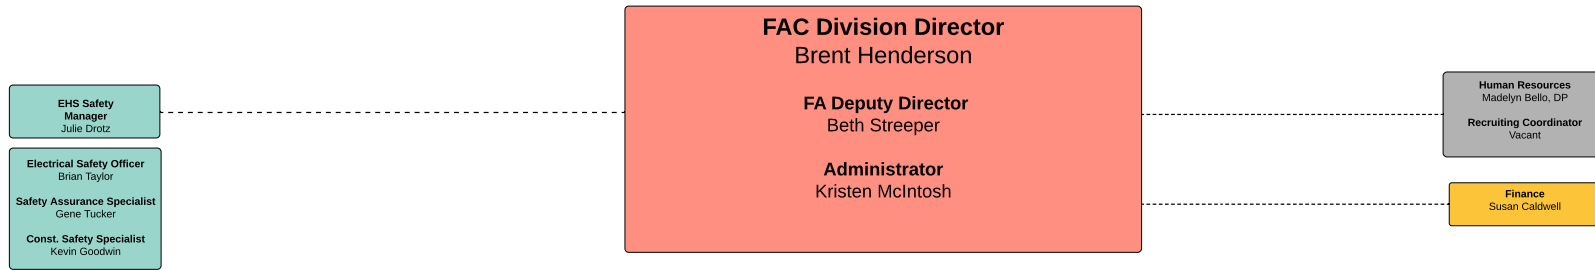 EHS Safety
Manager
Julie Drotz
Electrical Safety Officer
Brian Taylor
Safety Assurance Specialist
Gene Tucker
Const. Safety Specialist
Kevin Goodwin
FAC Division Director
Brent Henderson
FA Deputy Director
Beth Streeper
Administrator
Kristen McIntosh
Human Resources
Madelyn Bello, DP
Recruiting Coordinator
Vacant
Finance
Susan Caldwell